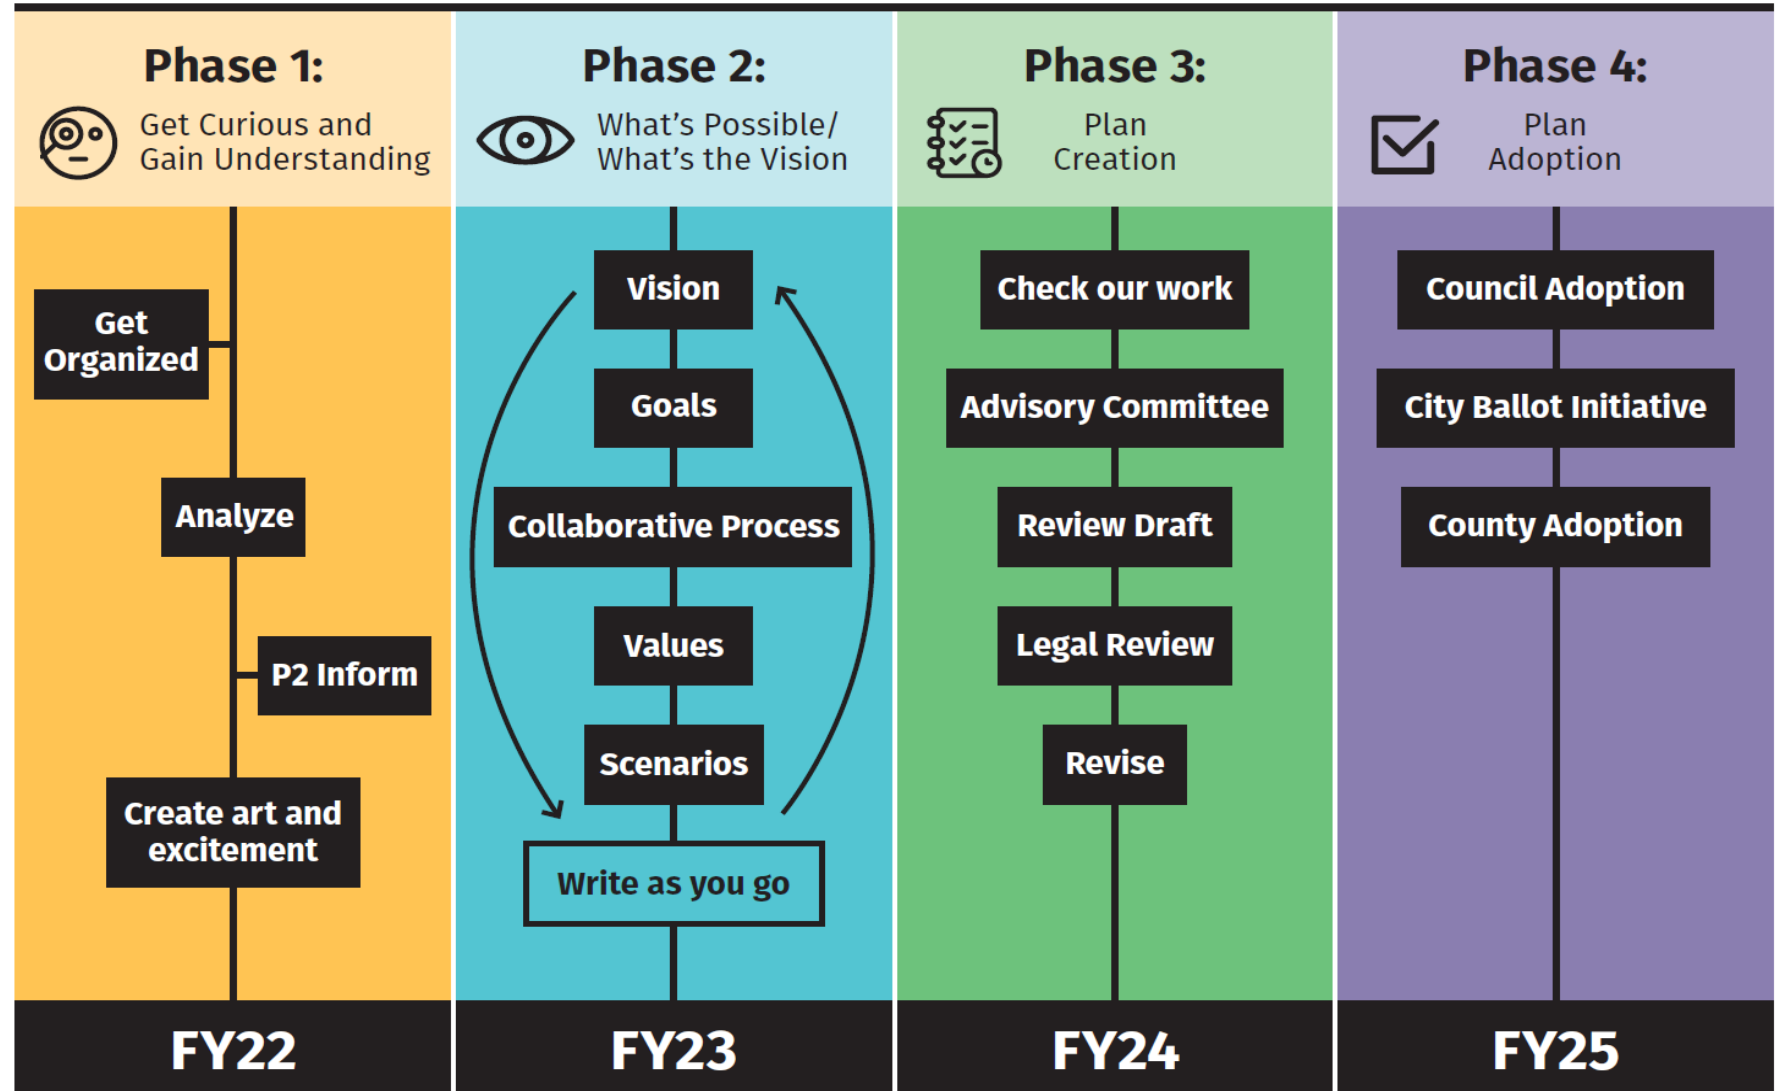 Phase 1:
Get Curious and
Gain Understanding
Get
Organized
Analyze
P2 Inform
Create art and
excitement
FY22
Phase 2:
What's Possible/
What's the Vision
Vision
Goals
Collaborative Process
Values
Scenarios
Write as you go
FY23
Phase 3:
Plan
Creation
Check our work
Advisory Committee
Review Draft
Legal Review
Revise
FY24
Phase 4:
Plan
Adoption
Council Adoption
City Ballot Initiative
County Adoption
FY25